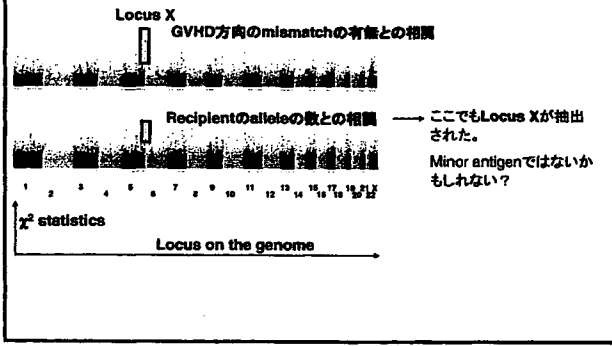 Locus X
GVHD方向のmismatchの有無との相関
Recipientのalleleの数との相関
→ ここでもLocus Xが抽出
された。
Minor antigenではないか
もしれない？
1 2 3 4 5 6 7 8 9 10 11 12 13 14 15 16 17 18 19 20 21 22 X
χ² statistics
Locus on the genome